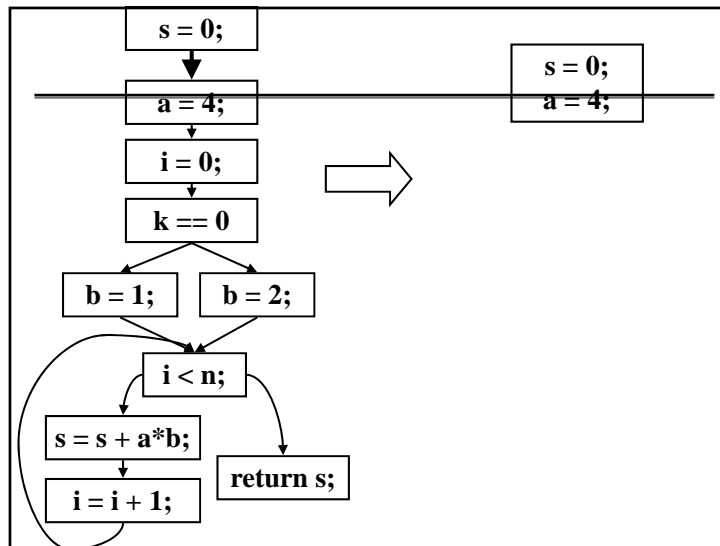 s = 0;
a = 4;
i = 0;
k == 0
b = 1;
b = 2;
i < n;
s = s + a*b;
return s;
i = i + 1;
s = 0;
a = 4;